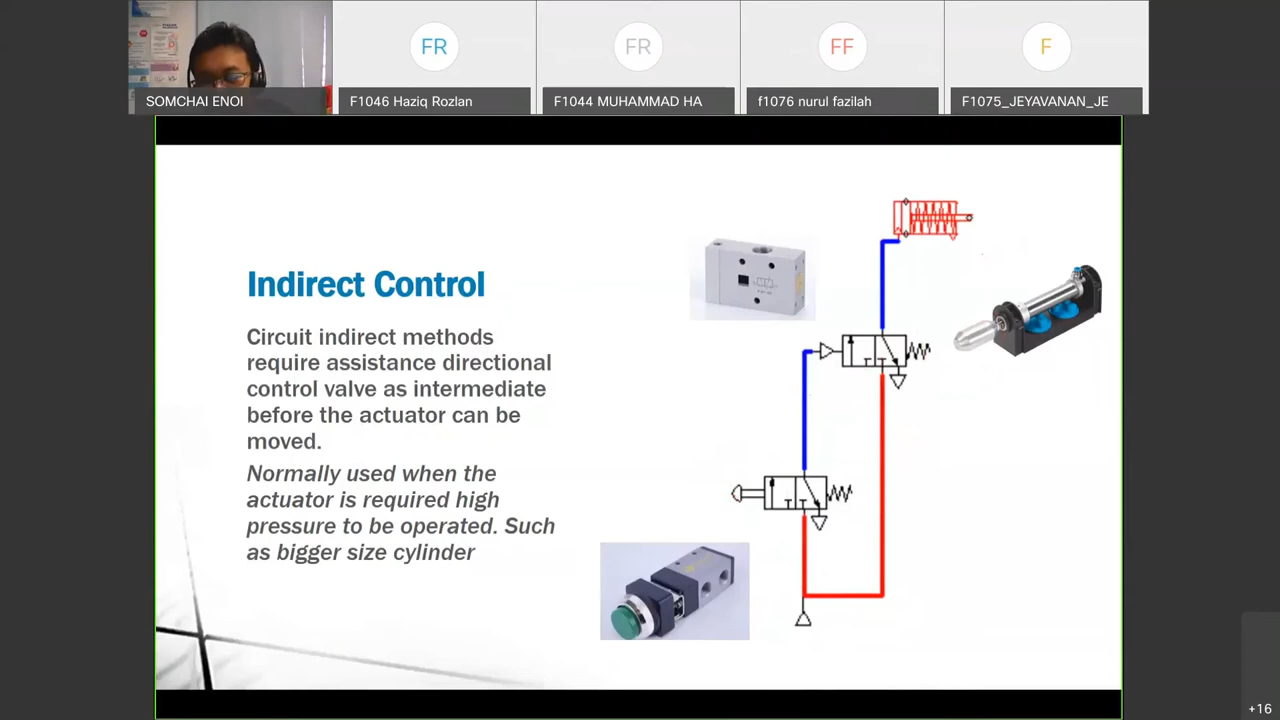 FR
FR
FF
F
SOMCHAI ENOI
F1046 Haziq Rozlan
F1044 MUHAMMAD HA
f1076 nurul fazilah
F1075_JEYAVANAN_JE
Indirect Control
Circuit indirect methods
require assistance directional
control valve as intermediate
before the actuator can be
moved.
Normally used when the
actuator is required high
pressure to be operated. Such
as bigger size cylinder
+16